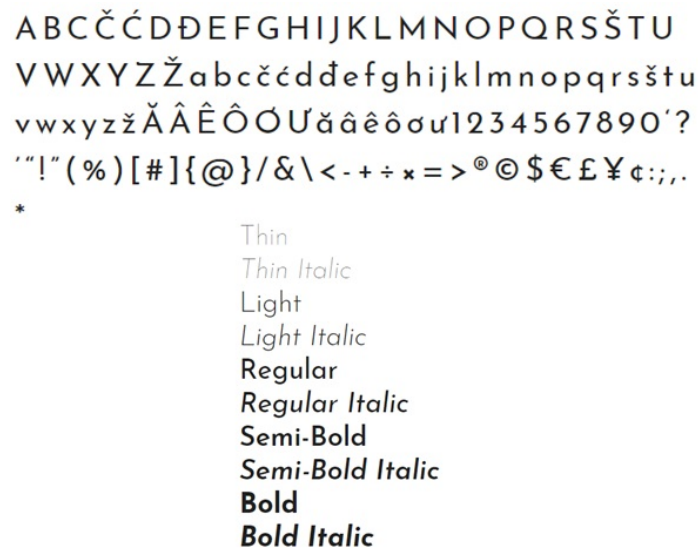 ABCČĆDĐEFGHIJKLMNOPQRSŠTU
VWXYZŽabcčćdđefghijklmnopqrsštu
vwxyzžĂÂÊÔƠƯăâêôơư1234567890‘?
’“!”(%)[#]{@}/&\<-+÷×=>®©$€£¥¢:;,.
*
Thin
Thin Italic
Light
Light Italic
Regular
Regular Italic
Semi-Bold
Semi-Bold Italic
Bold
Bold Italic